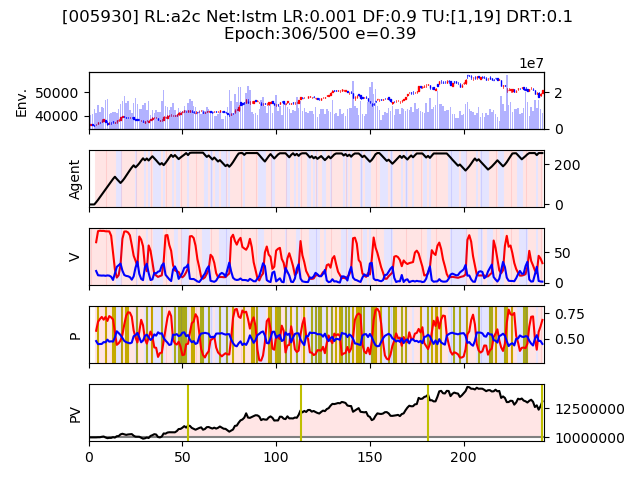 [005930] RL:a2c Net:lstm LR:0.001 DF:0.9 TU:[1,19] DRT:0.1
Epoch:306/500 e=0.39
1e7
Env.
50000
40000
2
0
Agent
200
0
V
50
0
P
0.75
0.50
PV
12500000
10000000
0
50
100
150
200